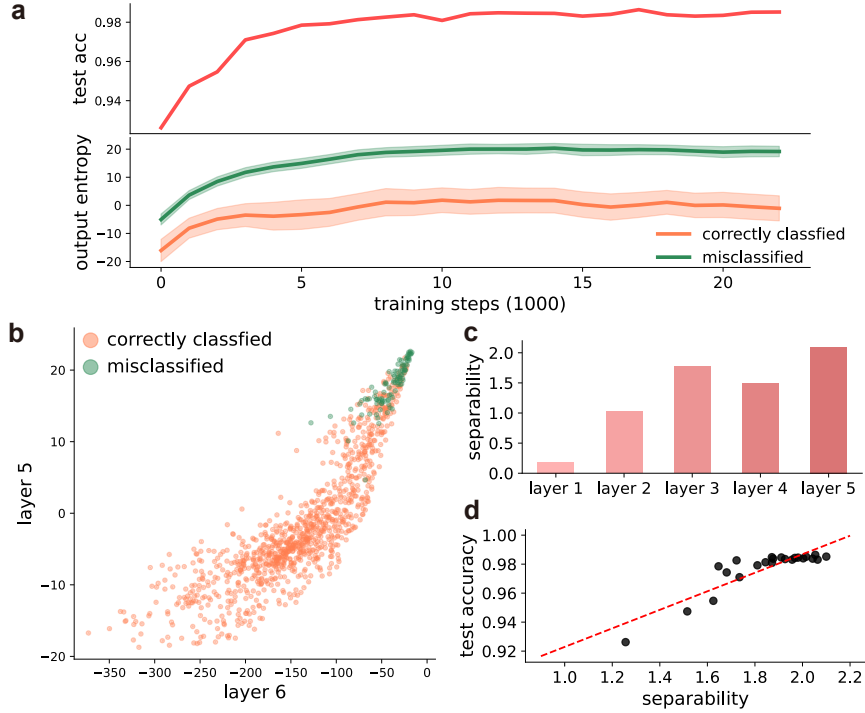 a
test acc
0.98
0.96
0.94
output entropy
20
10
0
−10
−20
correctly classfied
misclassified
0 5 10 15 20
training steps (1000)
b
correctly classfied
misclassified
layer 5
20
10
0
−10
−20
−350 −300 −250 −200 −150 −100 −50 0
layer 6
c
separability
2.0
1.5
1.0
0.5
0.0
layer 1 layer 2 layer 3 layer 4 layer 5
d
test accuracy
1.00
0.98
0.96
0.94
0.92
1.0 1.2 1.4 1.6 1.8 2.0 2.2
separability